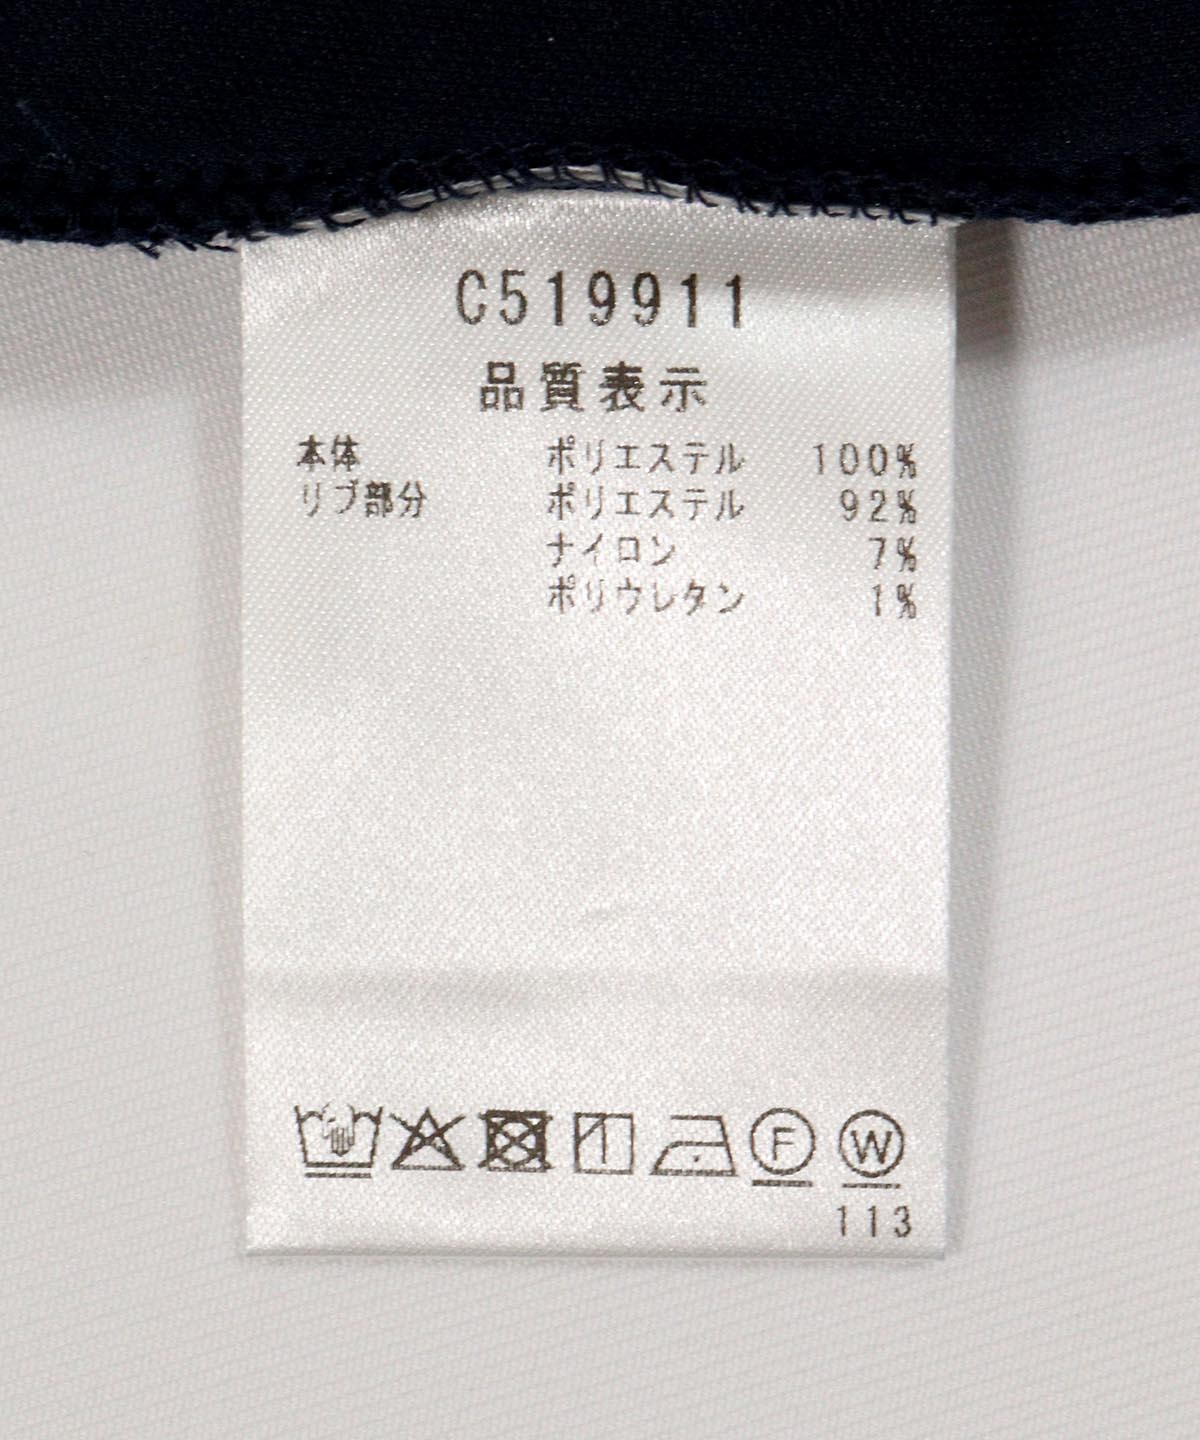 C519911
品質表示
本体 ポリエステル 100%
リブ部分 ポリエステル 92%
ナイロン 7%
ポリウレタン 1%
F W
113